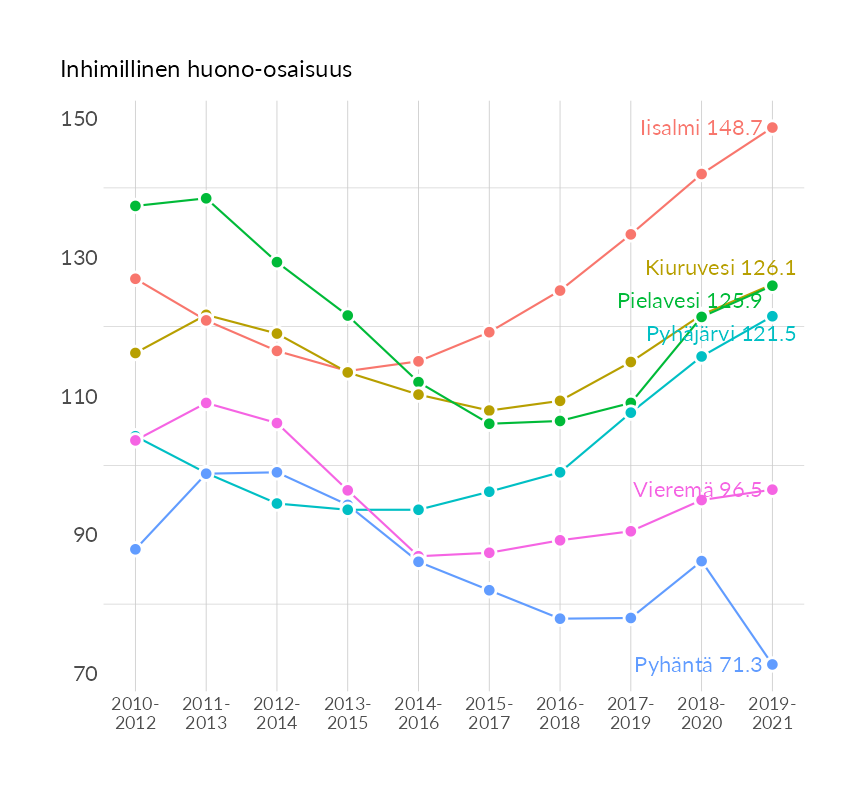 Inhimillinen huono-osaisuus
150
130
110
90
70
Iisalmi 148.7
Kiuruvesi 126.1
Pielavesi 125.9
Pyhäjärvi 121.5
Vieremä 96.5
Pyhäntä 71.3
2010- 2011- 2012- 2013- 2014- 2015- 2016- 2017- 2018- 2019-
2012 2013 2014 2015 2016 2017 2018 2019 2020 2021